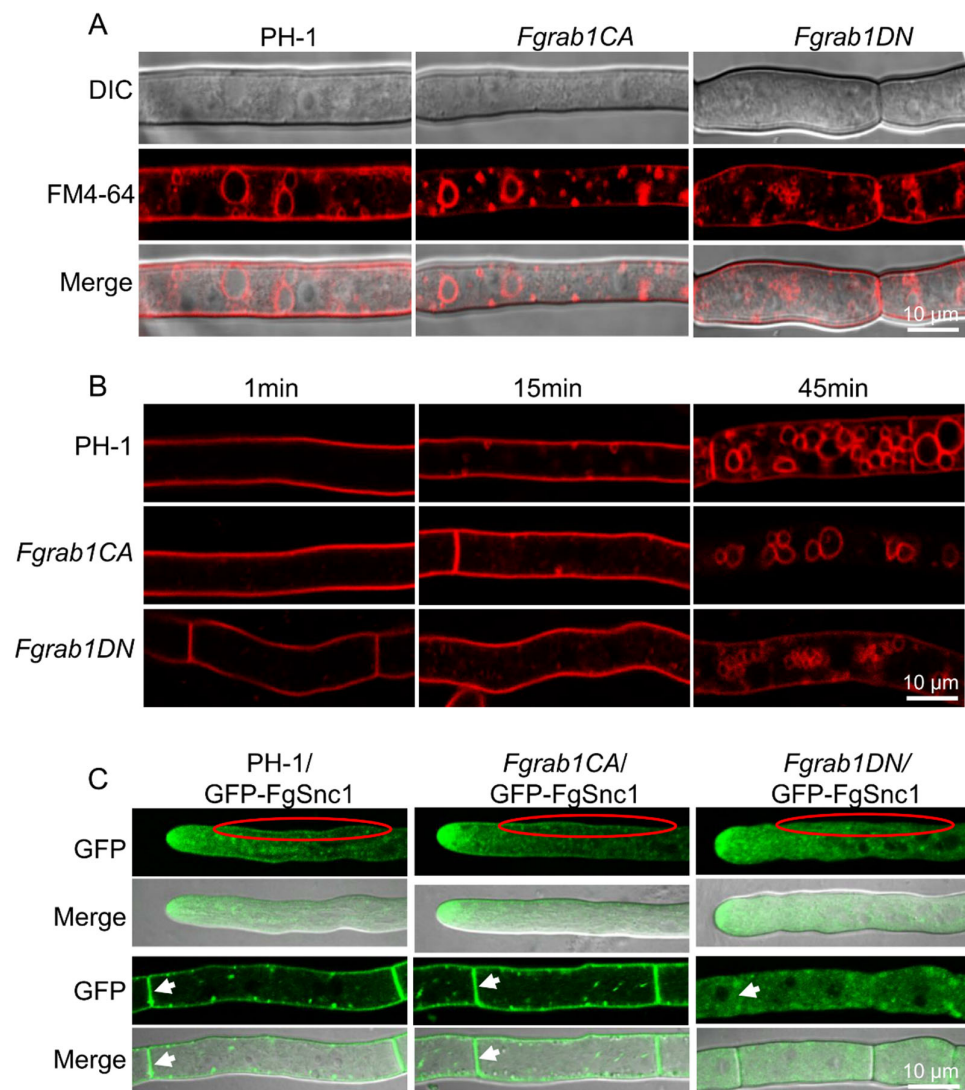 A
PH-1 Fgrab1CA Fgrab1DN
DIC
FM4-64
Merge
10 µm
B
1min 15min 45min
PH-1
Fgrab1CA
Fgrab1DN
10 µm
C
PH-1/ Fgrab1CA/ Fgrab1DN/
GFP-FgSnc1 GFP-FgSnc1 GFP-FgSnc1
GFP
Merge
GFP
Merge
10 µm